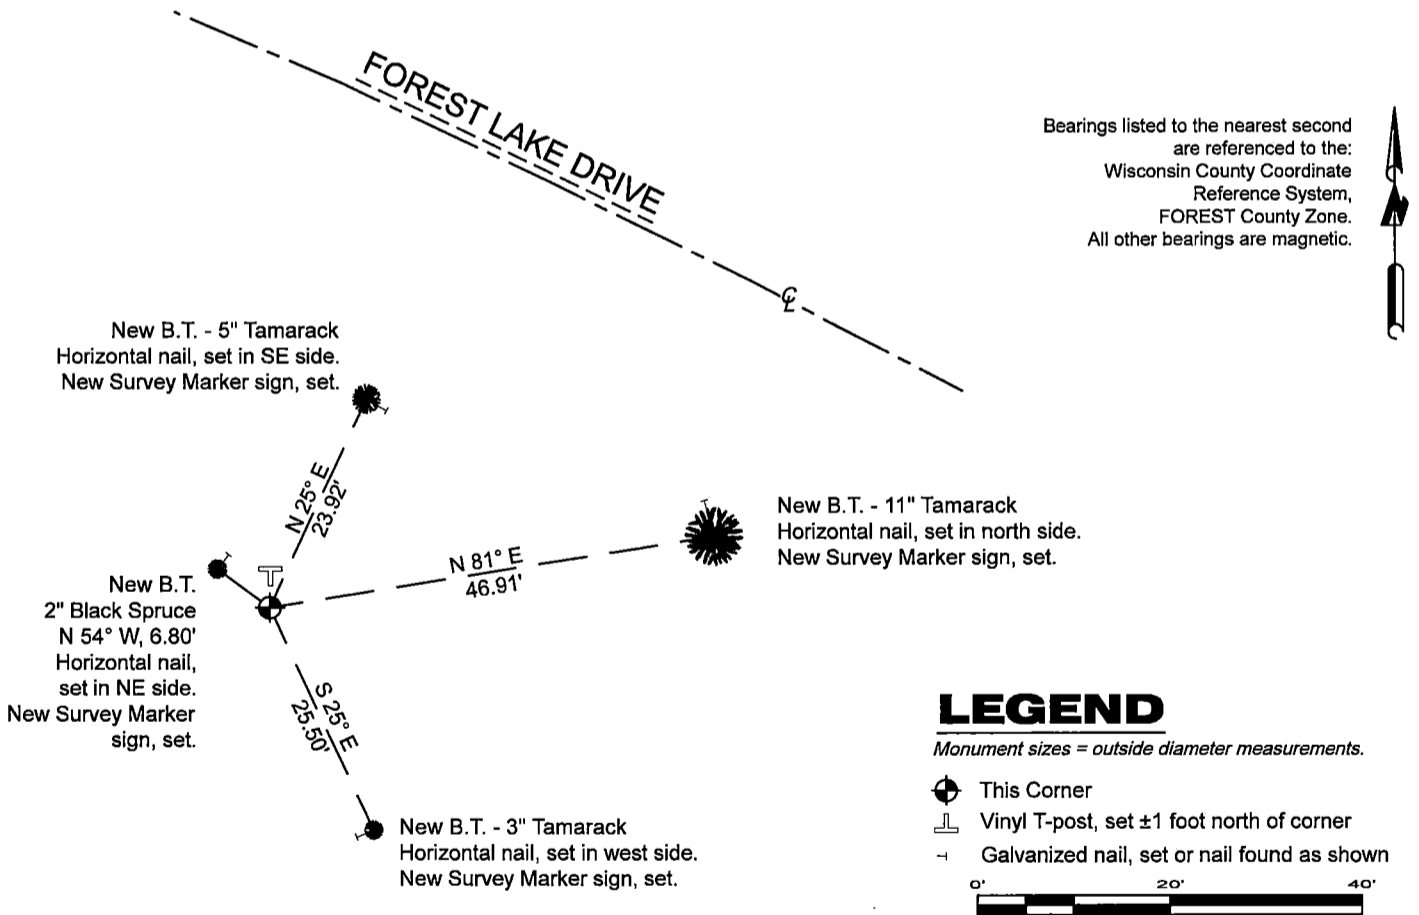 FOREST LAKE DRIVE
Bearings listed to the nearest second
are referenced to the:
Wisconsin County Coordinate
Reference System,
FOREST County Zone.
All other bearings are magnetic.
℄
New B.T. - 5" Tamarack
Horizontal nail, set in SE side.
New Survey Marker sign, set.
N 25° E
23.92'
New B.T. - 11" Tamarack
Horizontal nail, set in north side.
New Survey Marker sign, set.
N 81° E
46.91'
New B.T.
2" Black Spruce
N 54° W, 6.80'
Horizontal nail,
set in NE side.
New Survey Marker
sign, set.
S 25° E
25.50'
New B.T. - 3" Tamarack
Horizontal nail, set in west side.
New Survey Marker sign, set.
LEGEND
Monument sizes = outside diameter measurements.
This Corner
Vinyl T-post, set ±1 foot north of corner
Galvanized nail, set or nail found as shown
0' 20' 40'